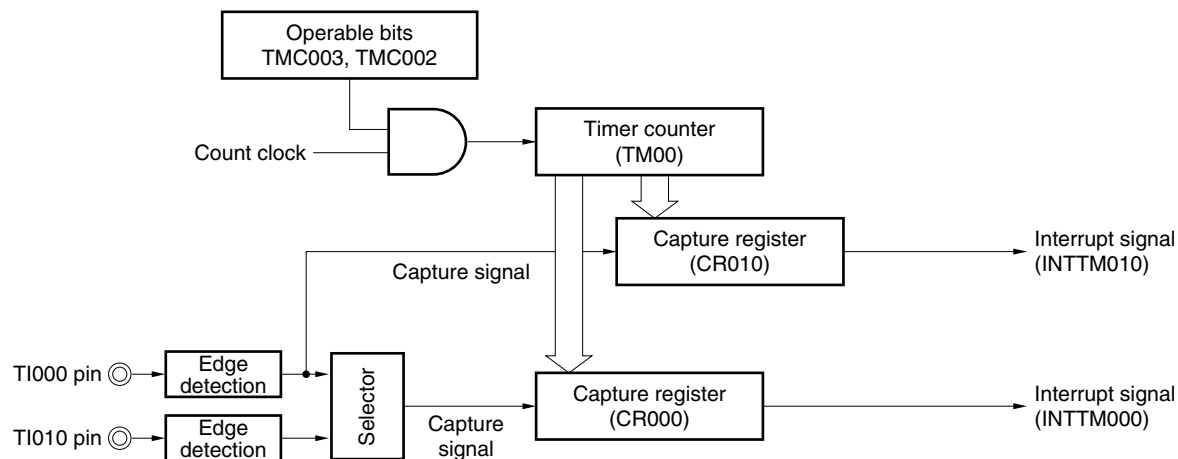 Operable bits
TMC003, TMC002
Count clock
Timer counter
(TM00)
Capture register
(CR010)
Interrupt signal
(INTTM010)
Capture signal
TI000 pin
Edge
detection
Selector
Capture register
(CR000)
Interrupt signal
(INTTM000)
TI010 pin
Edge
detection
Capture
signal